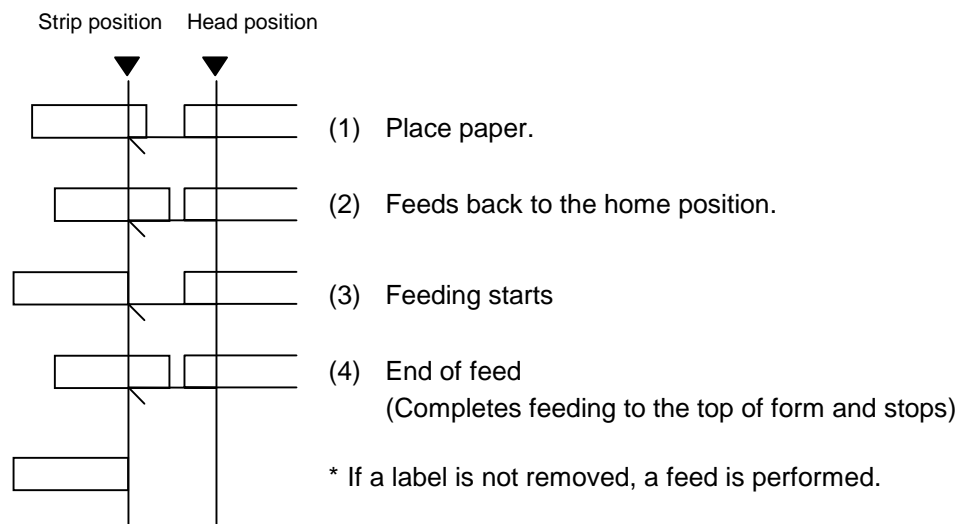 Strip position Head position
(1) Place paper.
(2) Feeds back to the home position.
(3) Feeding starts
(4) End of feed
(Completes feeding to the top of form and stops)
* If a label is not removed, a feed is performed.